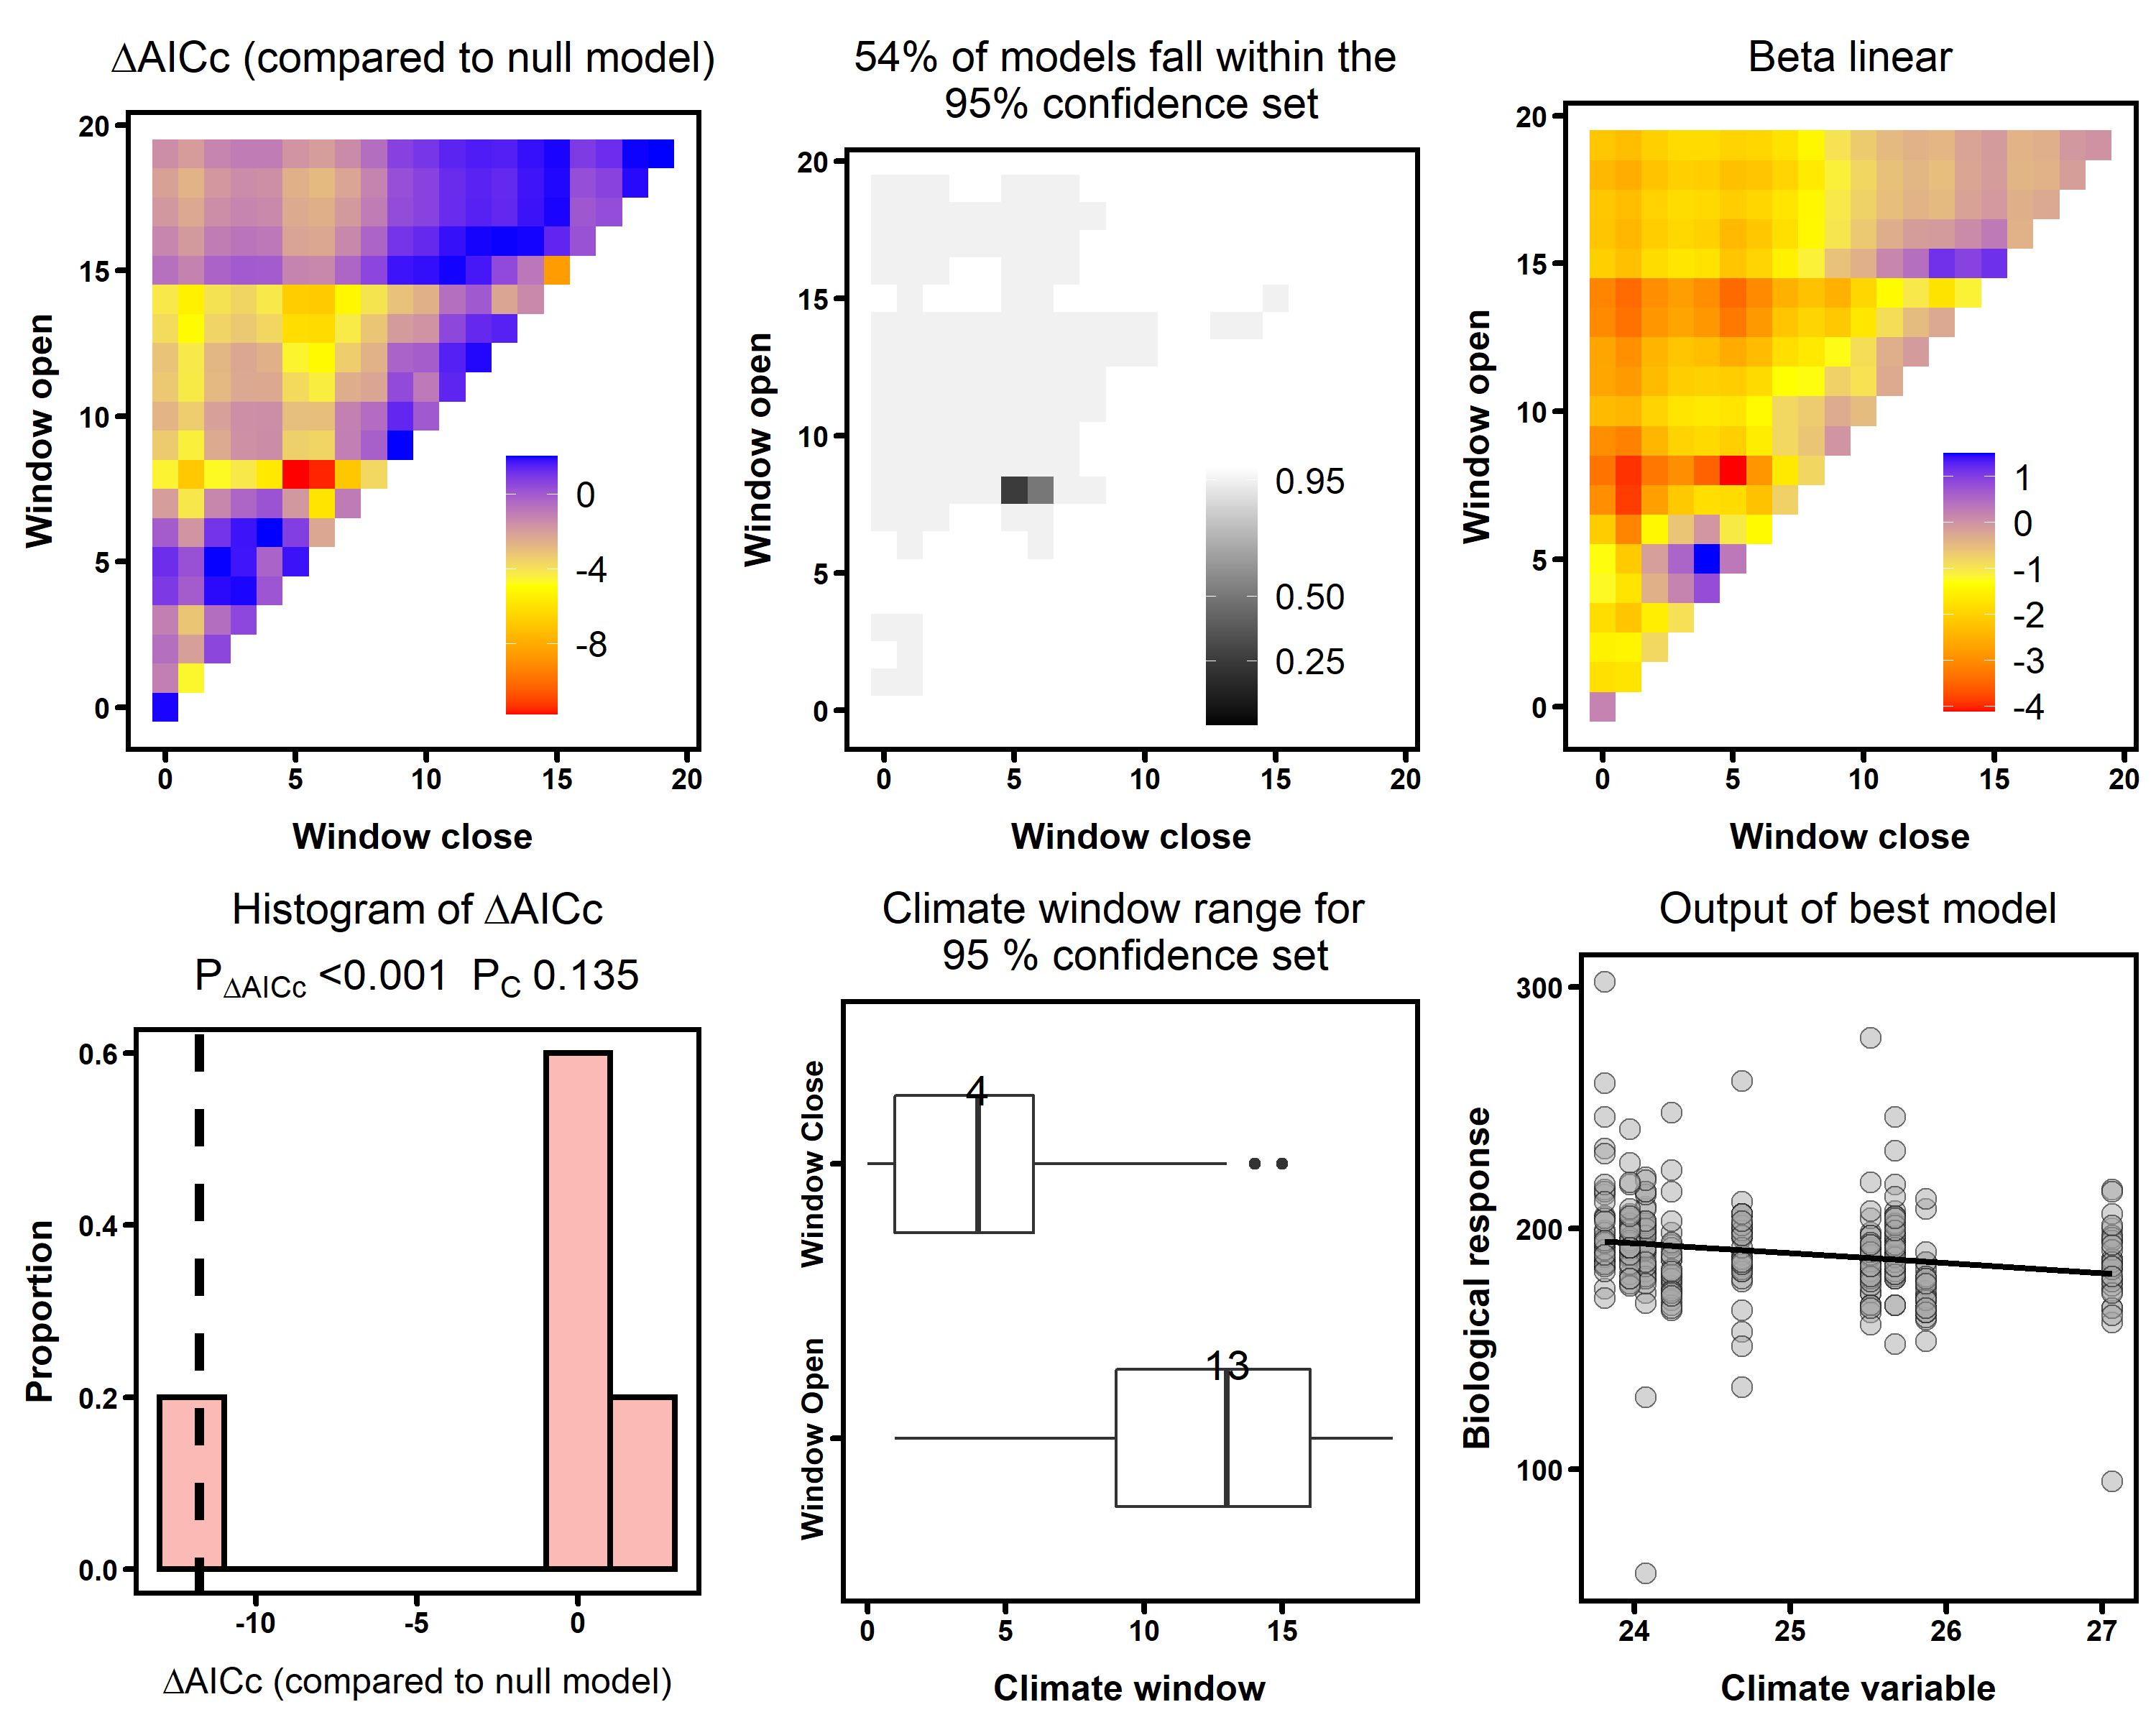 ΔAICc (compared to null model)
20
15
10
5
0
Window open
0
-4
-8
0 5 10 15 20
Window close
54% of models fall within the
95% confidence set
20
15
10
5
0
Window open
0.95
0.50
0.25
0 5 10 15 20
Window close
Beta linear
20
15
10
5
0
Window open
1
0
-1
-2
-3
-4
0 5 10 15 20
Window close
Histogram of ΔAICc
PΔAICc <0.001 PC 0.135
0.6
0.4
0.2
0.0
Proportion
-10 -5 0
ΔAICc (compared to null model)
Climate window range for
95 % confidence set
Window Close
4
Window Open
13
0 5 10 15
Climate window
Output of best model
300
200
100
Biological response
24 25 26 27
Climate variable